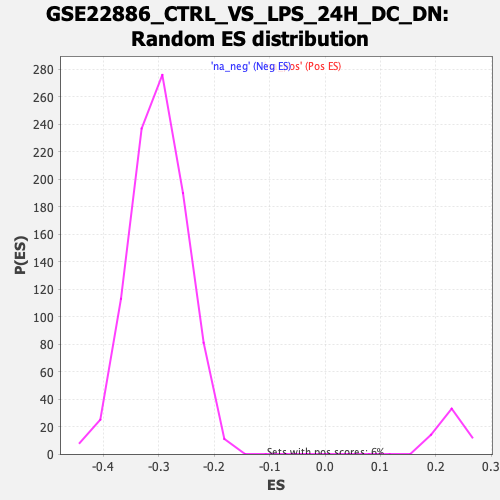 GSE22886_CTRL_VS_LPS_24H_DC_DN:
Random ES distribution
'na_neg' (Neg ES) os' (Pos ES)
280
260
240
220
200
180
160
140
120
100
80
60
40
20
0
P(ES)
Sets with pos scores: 6%
-0.4 -0.3 -0.2 -0.1 0.0 0.1 0.2 0.3
ES